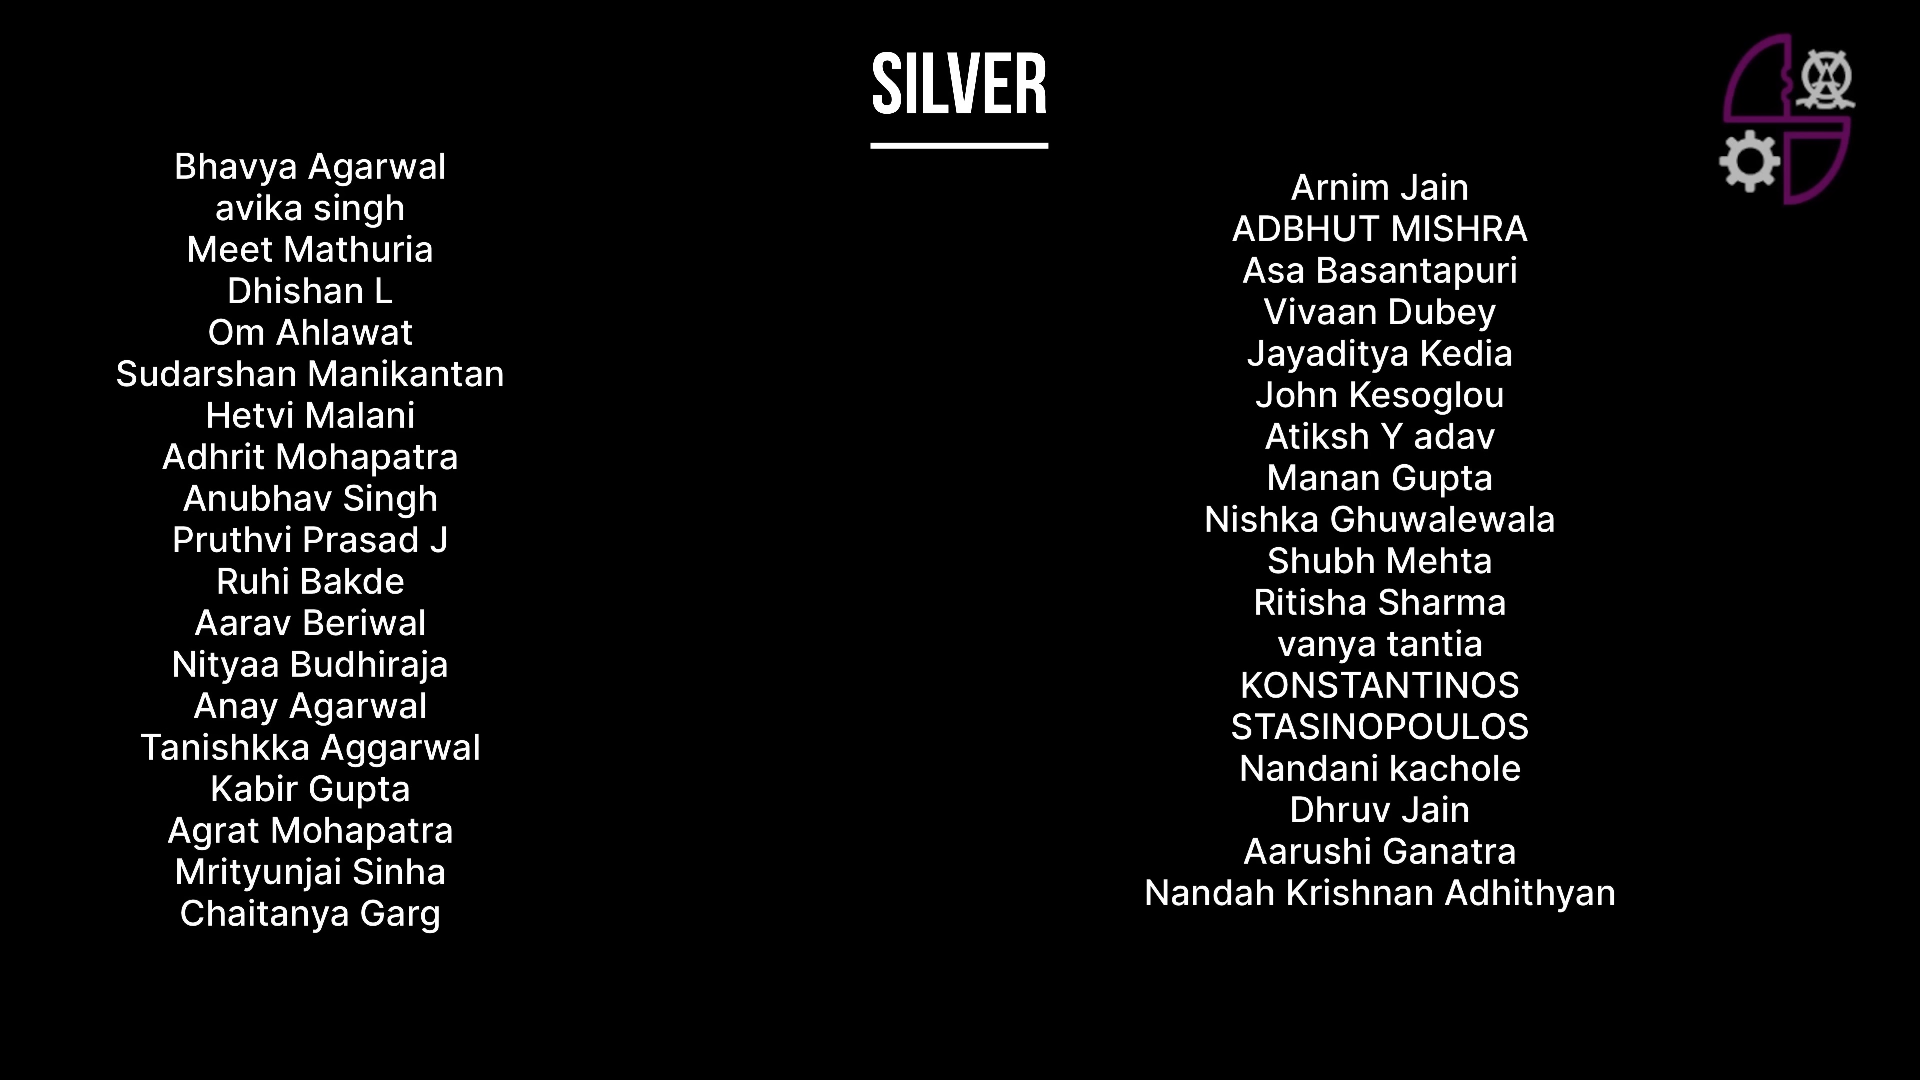 SILVER
Bhavya Agarwal
avika singh
Meet Mathuria
Dhishan L
Om Ahlawat
Sudarshan Manikantan
Hetvi Malani
Adhrit Mohapatra
Anubhav Singh
Pruthvi Prasad J
Ruhi Bakde
Aarav Beriwal
Nityaa Budhiraja
Anay Agarwal
Tanishkka Aggarwal
Kabir Gupta
Agrat Mohapatra
Mrityunjai Sinha
Chaitanya Garg
Arnim Jain
ADBHUT MISHRA
Asa Basantapuri
Vivaan Dubey
Jayaditya Kedia
John Kesoglou
Atiksh Y adav
Manan Gupta
Nishka Ghuwalewala
Shubh Mehta
Ritisha Sharma
vanya tantia
KONSTANTINOS
STASINOPOULOS
Nandani kachole
Dhruv Jain
Aarushi Ganatra
Nandah Krishnan Adhithyan